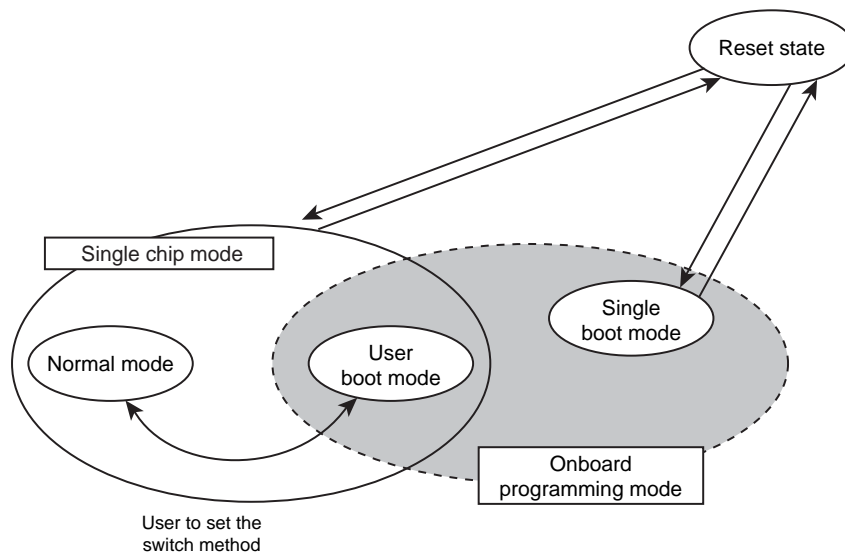 Reset state
Single chip mode
Single
boot mode
Normal mode
User
boot mode
Onboard
programming mode
User to set the
switch method